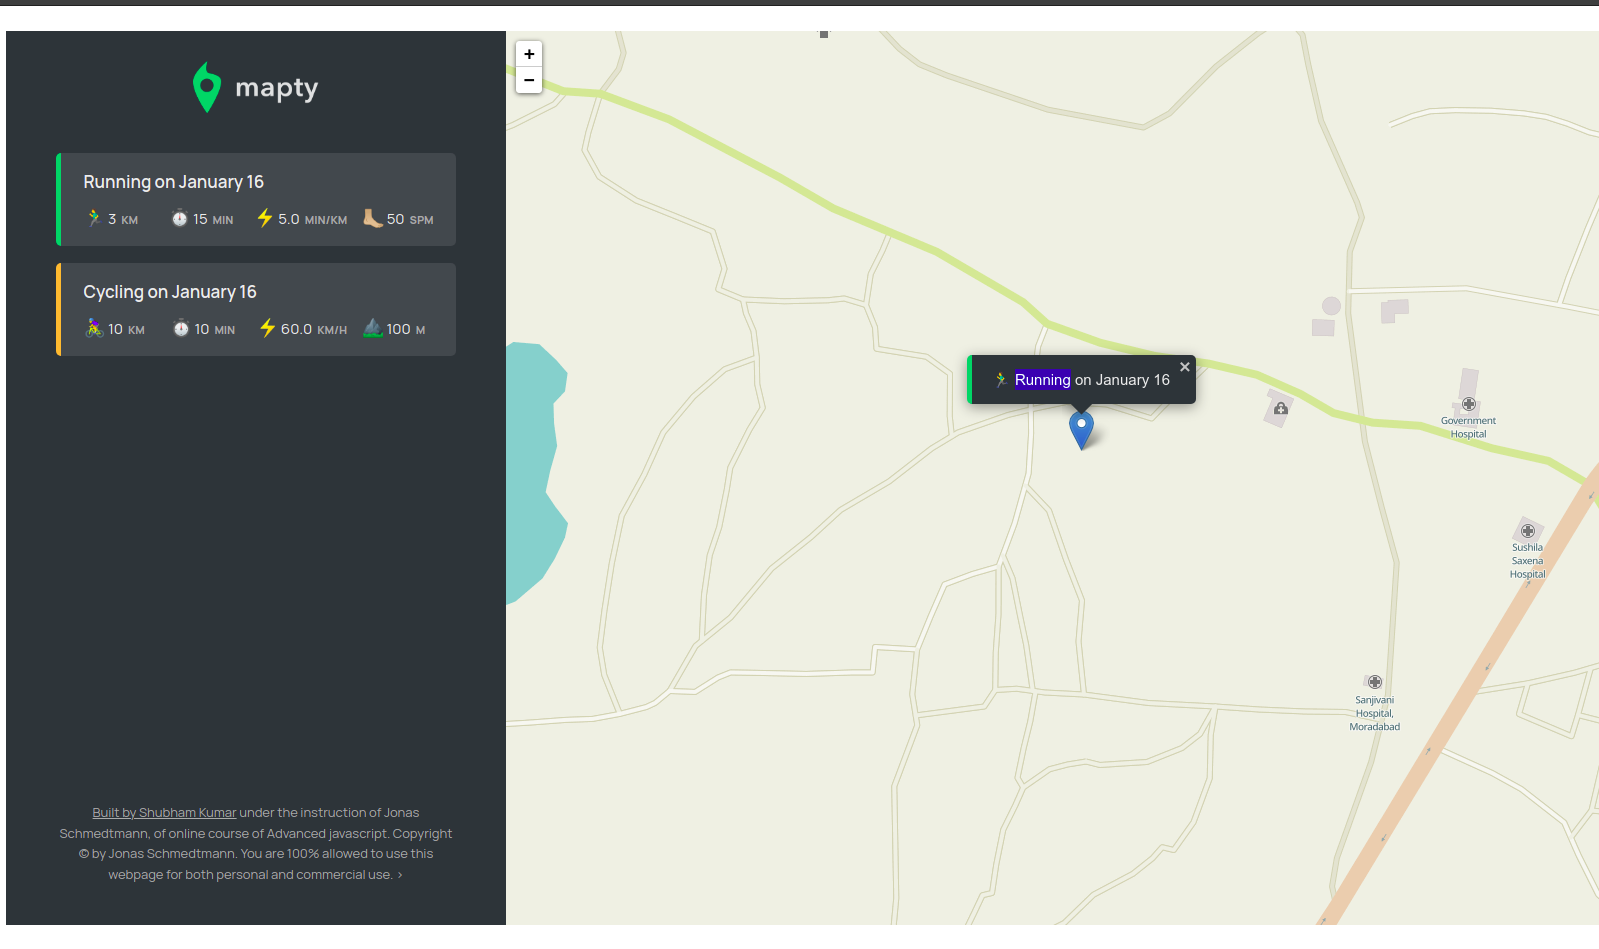 mapty
Running on January 16
3 KM 15 MIN 5.0 MIN/KM 50 SPM
Cycling on January 16
10 KM 10 MIN 60.0 KM/H 100 M
Built by Shubham Kumar under the instruction of Jonas
Schmedtmann, of online course of Advanced javascript. Copyright
© by Jonas Schmedtmann. You are 100% allowed to use this
webpage for both personal and commercial use. >
+
−
Running on January 16 ×
Government
Hospital
Sushila
Saxena
Hospital
Sanjivani
Hospital,
Moradabad